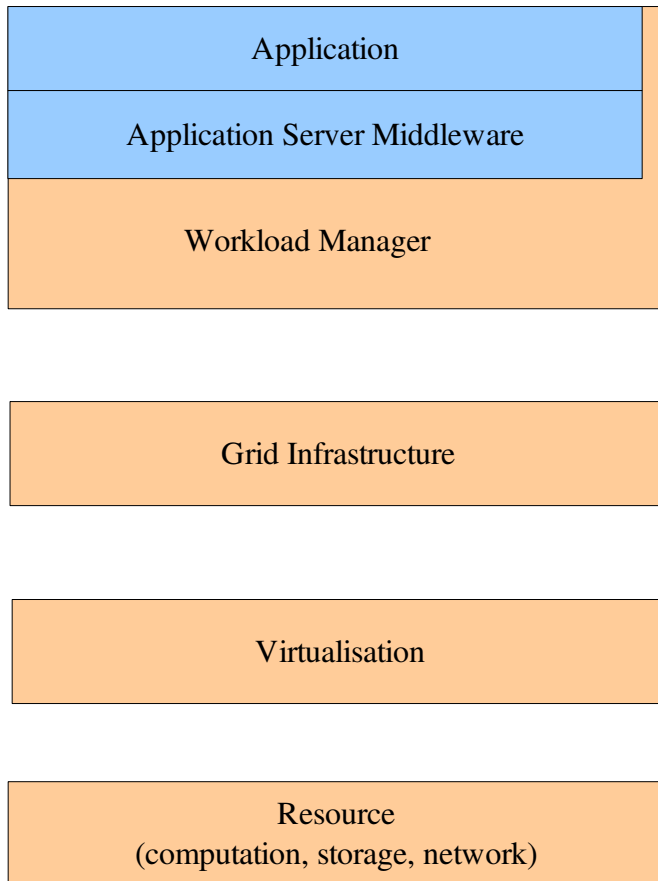 Application
Application Server Middleware
Workload Manager
Grid Infrastructure
Virtualisation
Resource
(computation, storage, network)